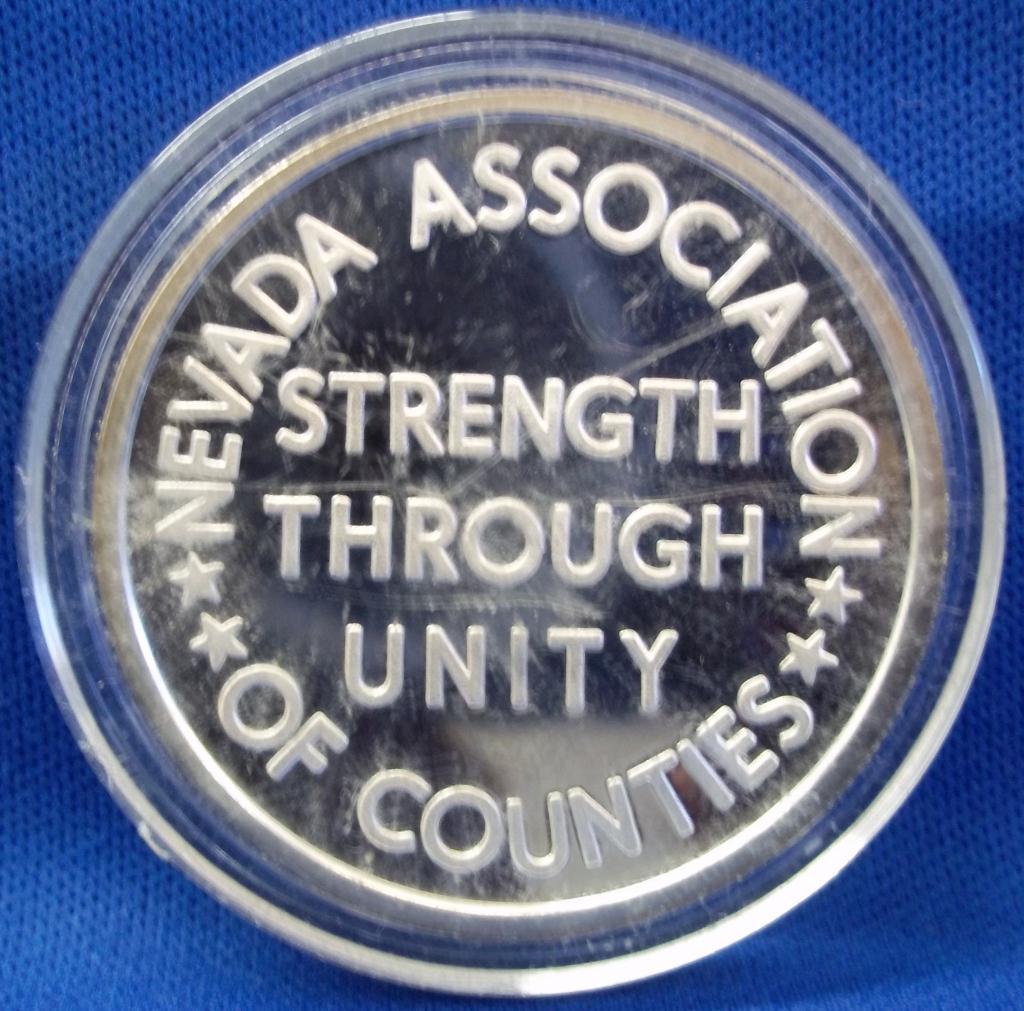 NEVADA ASSOCIATION
STRENGTH
THROUGH
UNITY
OF COUNTIES